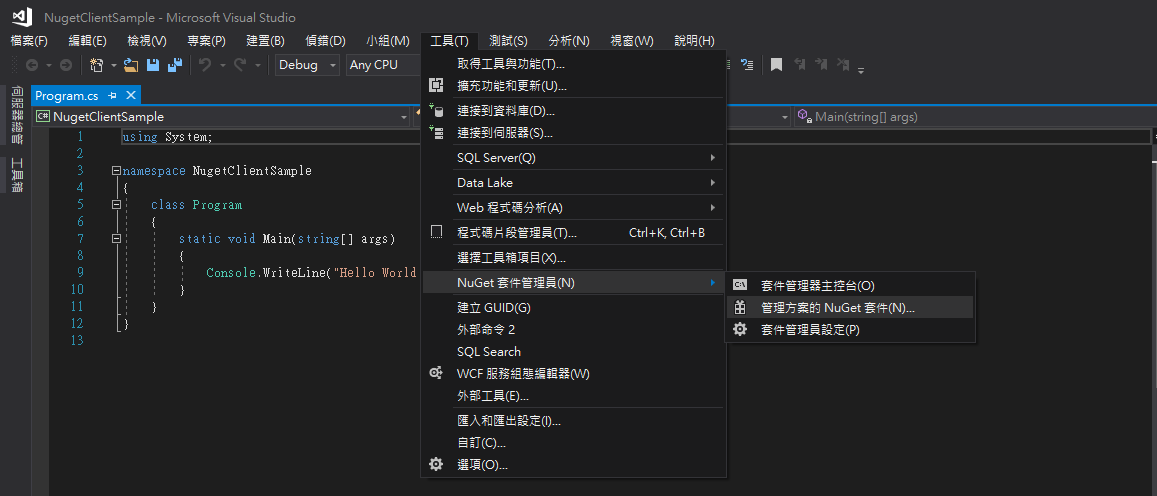 NugetClientSample - Microsoft Visual Studio
檔案(F) 編輯(E) 檢視(V) 專案(P) 建置(B) 偵錯(D) 小組(M) 工具(T) 測試(S) 分析(N) 視窗(W) 說明(H)
Debug Any CPU
伺服器總管
工具箱
Program.cs
C# NugetClientSample
Main(string[] args)
1 using System;
2
3 namespace NugetClientSample
4 {
5 class Program
6 {
7 static void Main(string[] args)
8 {
9 Console.WriteLine("Hello World
10 }
11 }
12 }
13
取得工具與功能(T)...
擴充功能和更新(U)...
連接到資料庫(D)...
連接到伺服器(S)...
SQL Server(Q)
Data Lake
Web 程式碼分析(A)
程式碼片段管理員(T)... Ctrl+K, Ctrl+B
選擇工具箱項目(X)...
NuGet 套件管理員(N)
建立 GUID(G)
外部命令 2
SQL Search
WCF 服務組態編輯器(W)
外部工具(E)...
匯入和匯出設定(I)...
自訂(C)...
選項(O)...
C:\ 套件管理器主控台(O)
管理方案的 NuGet 套件(N)...
套件管理員設定(P)